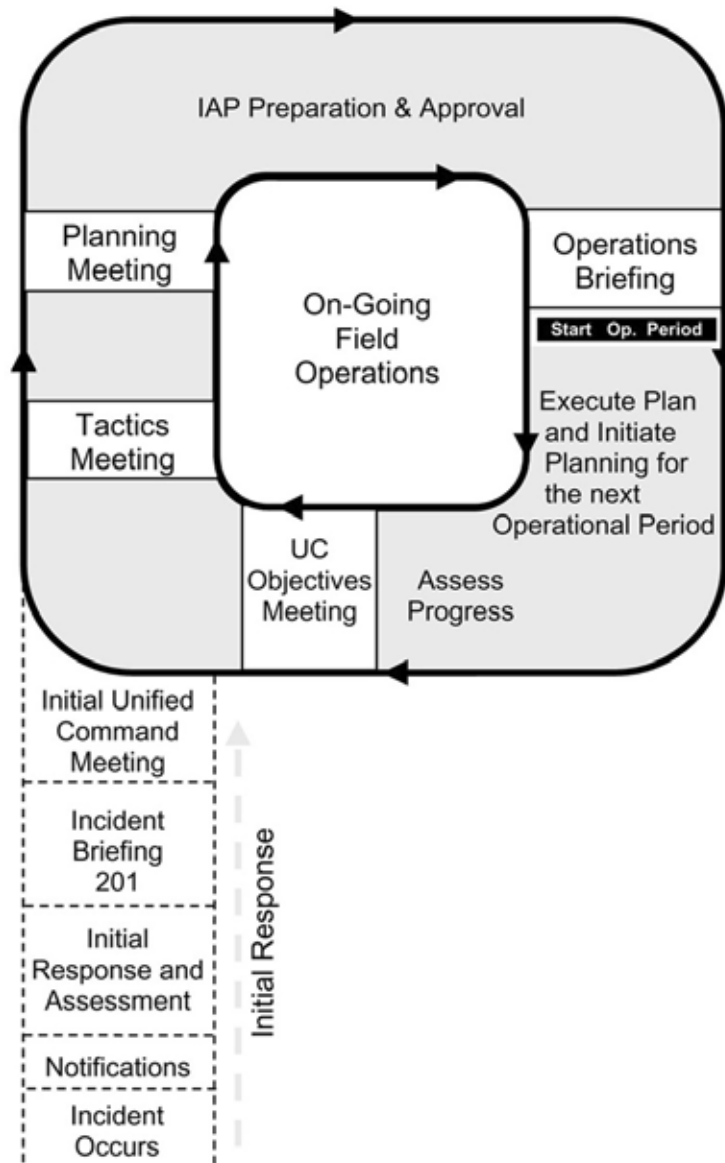 IAP Preparation & Approval
Planning
Meeting
Operations
Briefing
On-Going
Field
Operations
Start Op. Period
Tactics
Meeting
Execute Plan
and Initiate
Planning for
the next
Operational Period
UC
Objectives
Meeting
Assess
Progress
Initial Unified
Command
Meeting
Incident
Briefing
201
Initial
Response and
Assessment
Notifications
Incident
Occurs
Initial Response